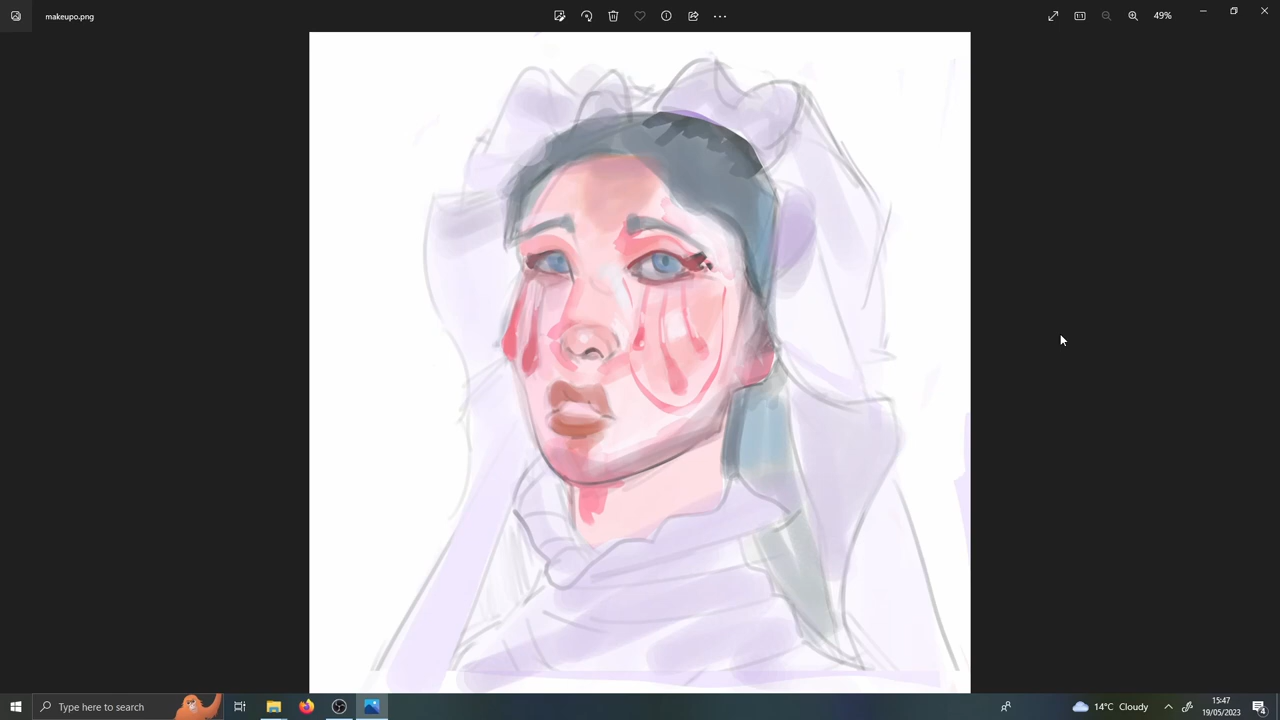 makeupo.png
49%
Type here to search
14°C Cloudy
15:47
19/05/2023